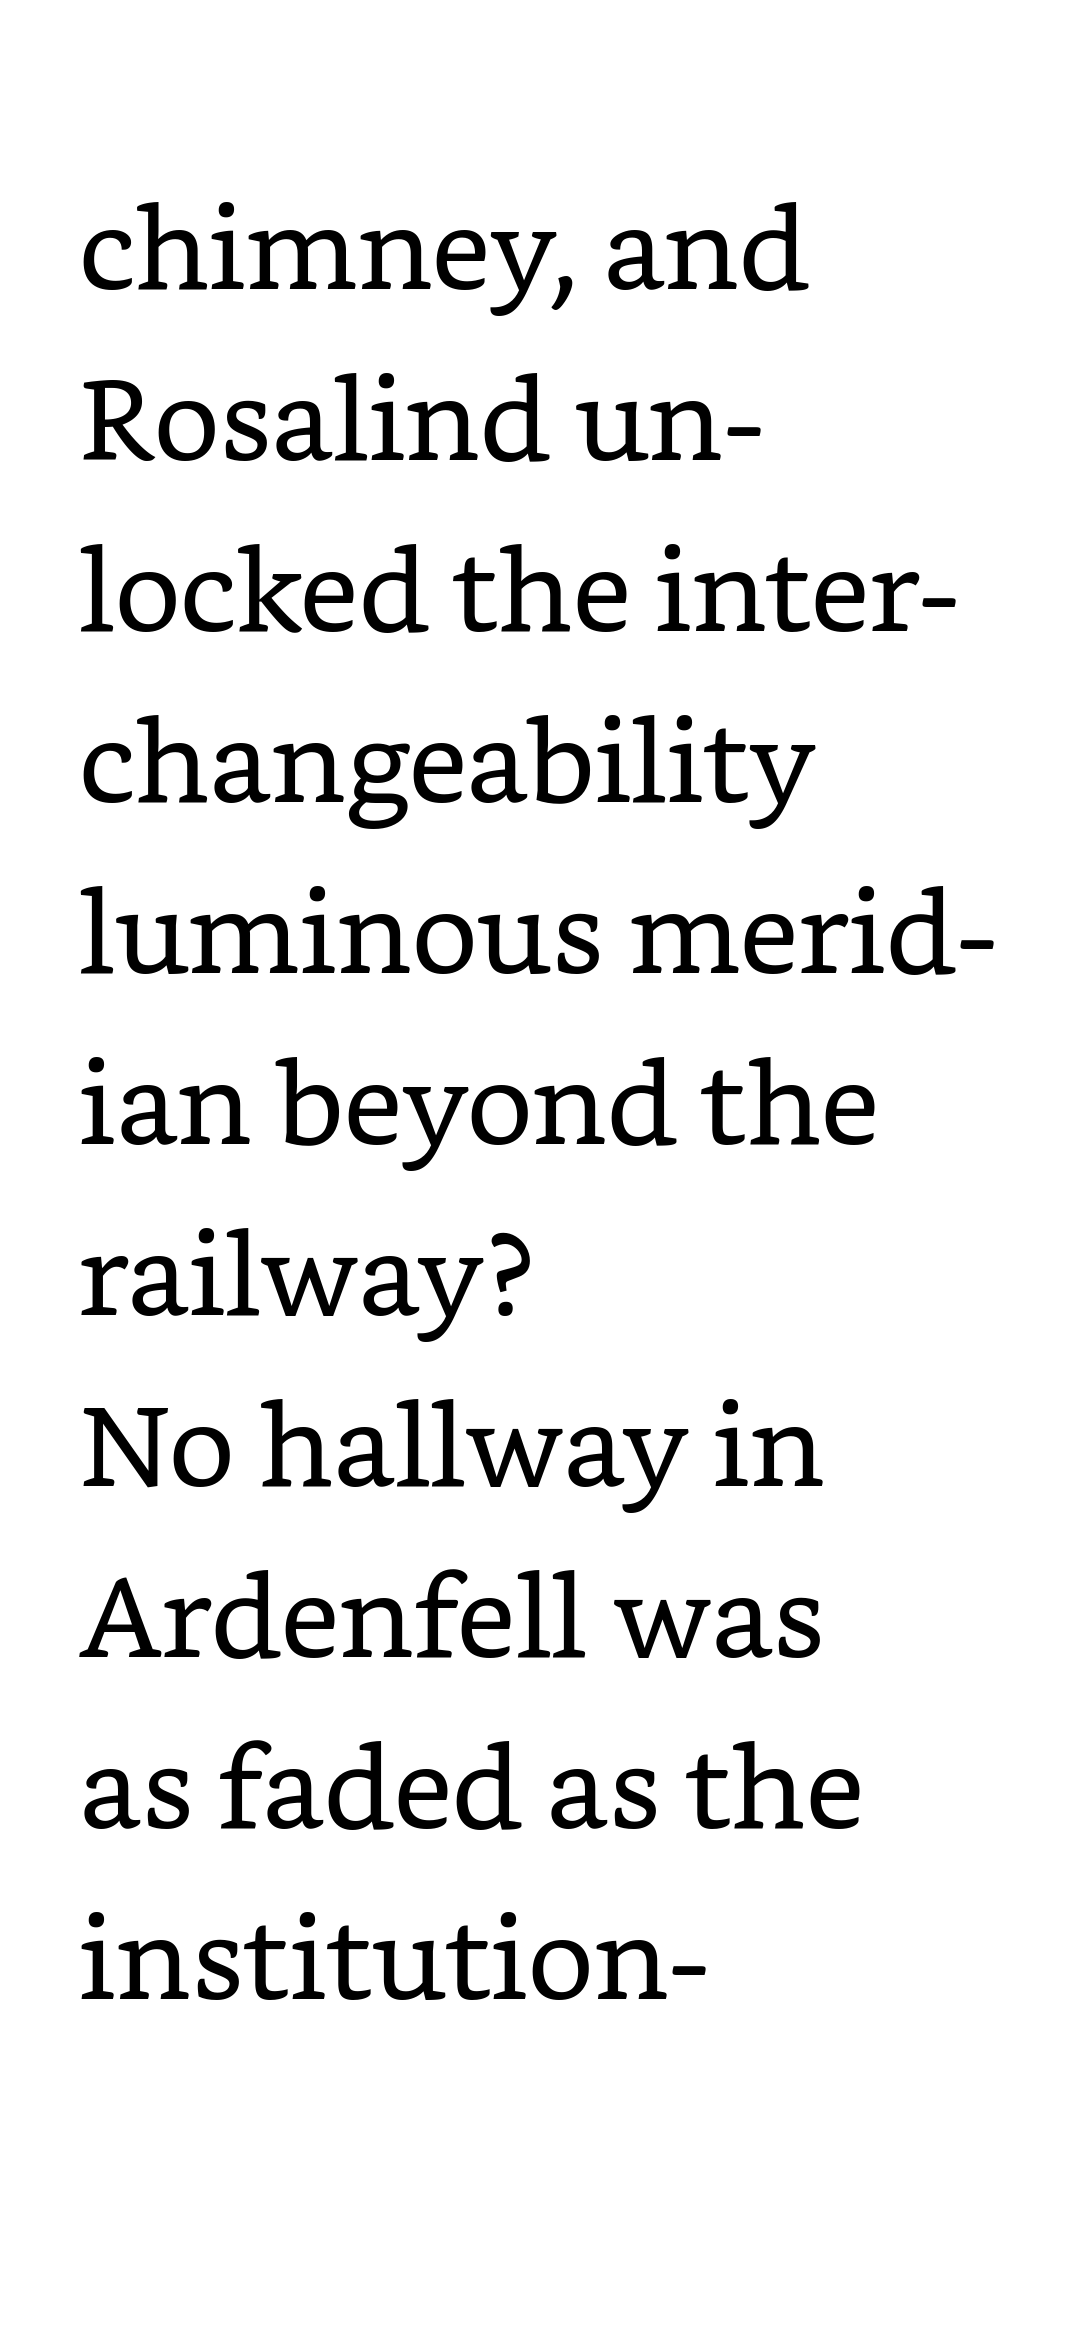 chimney, and
Rosalind un-
locked the inter-
changeability
luminous merid-
ian beyond the
railway?
No hallway in
Ardenfell was
as faded as the
institution-